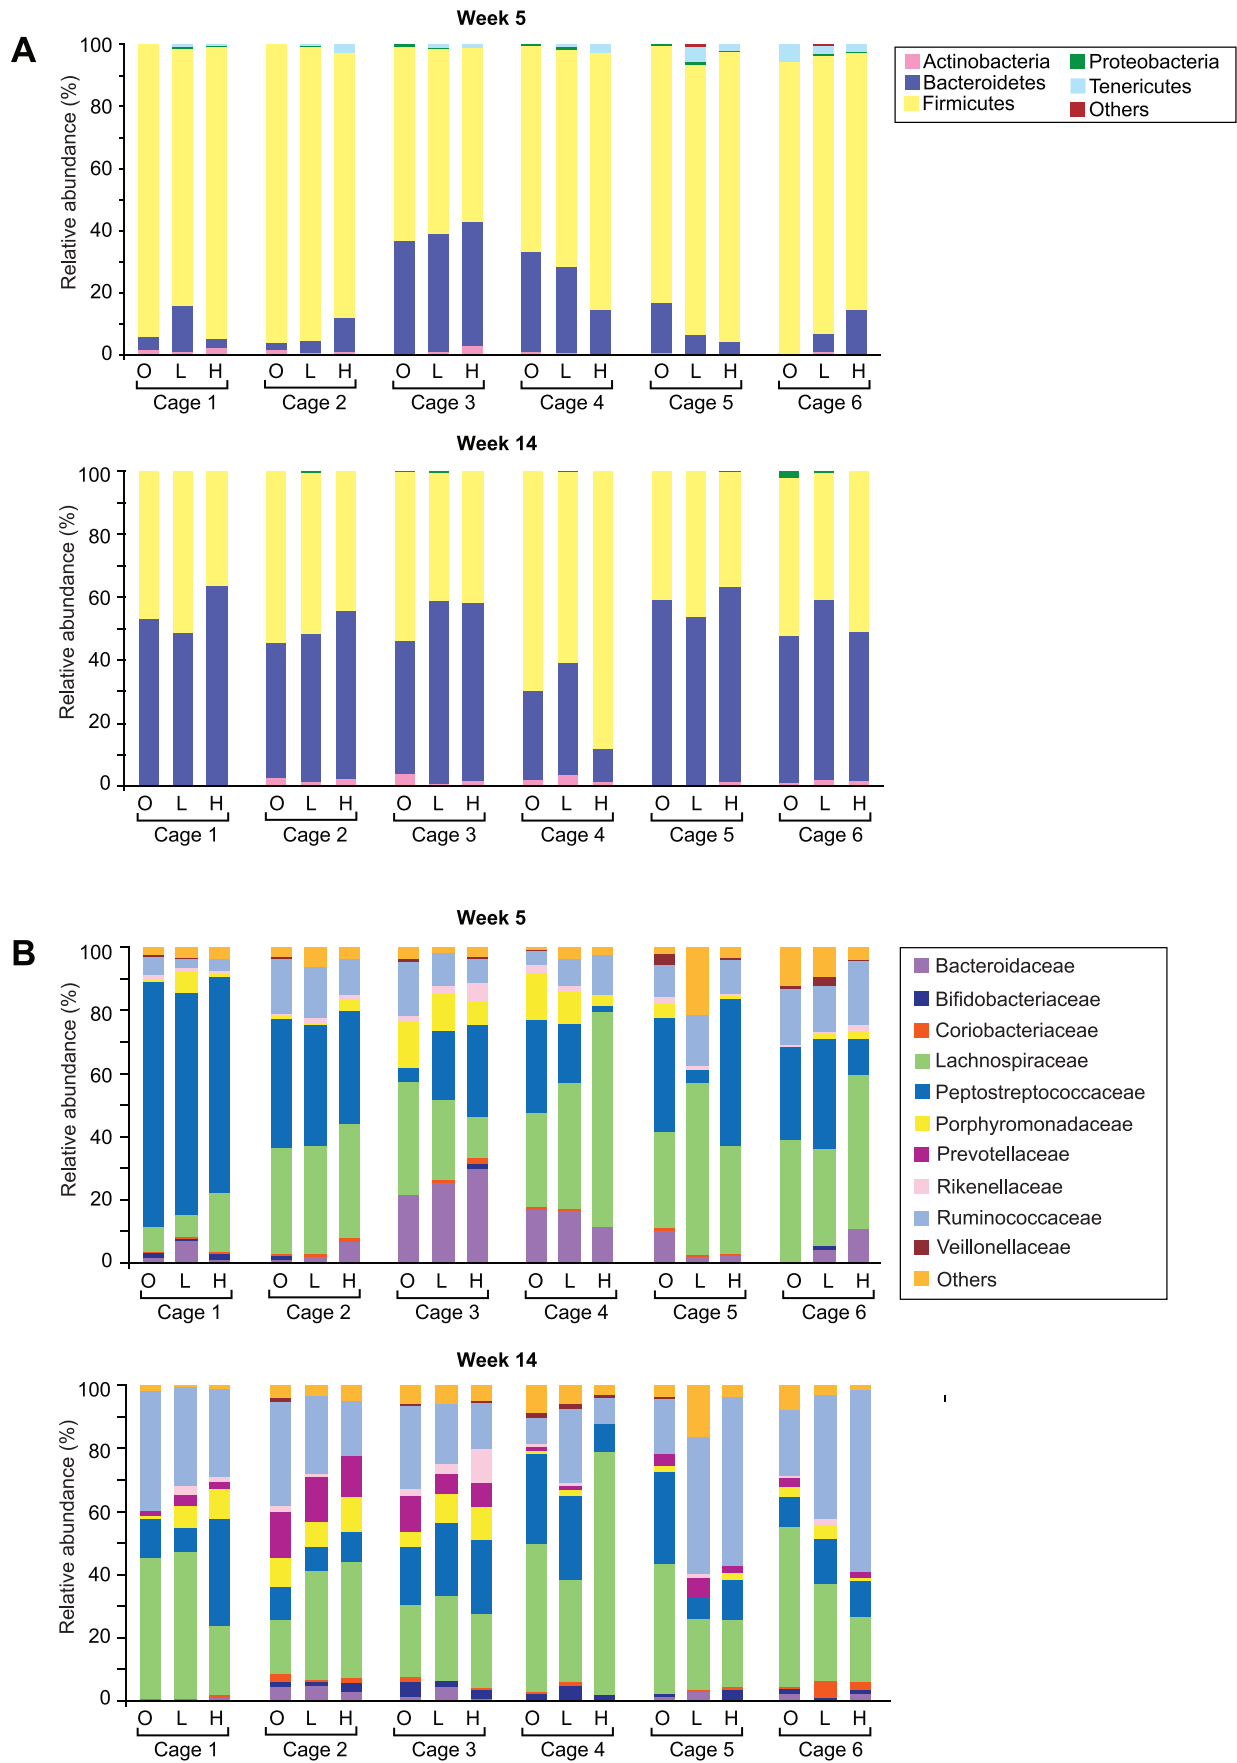 Week 5
A
Relative abundance (%)
100
80
60
40
20
0
O L H O L H O L H O L H O L H O L H
Cage 1 Cage 2 Cage 3 Cage 4 Cage 5 Cage 6
Actinobacteria
Bacteroidetes
Firmicutes
Proteobacteria
Tenericutes
Others
Week 14
Relative abundance (%)
100
80
60
40
20
0
O L H O L H O L H O L H O L H O L H
Cage 1 Cage 2 Cage 3 Cage 4 Cage 5 Cage 6
Week 5
B
Relative abundance (%)
100
80
60
40
20
0
O L H O L H O L H O L H O L H O L H
Cage 1 Cage 2 Cage 3 Cage 4 Cage 5 Cage 6
Bacteroidaceae
Bifidobacteriaceae
Coriobacteriaceae
Lachnospiraceae
Peptostreptococcaceae
Porphyromonadaceae
Prevotellaceae
Rikenellaceae
Ruminococcaceae
Veillonellaceae
Others
Week 14
Relative abundance (%)
100
80
60
40
20
0
O L H O L H O L H O L H O L H O L H
Cage 1 Cage 2 Cage 3 Cage 4 Cage 5 Cage 6